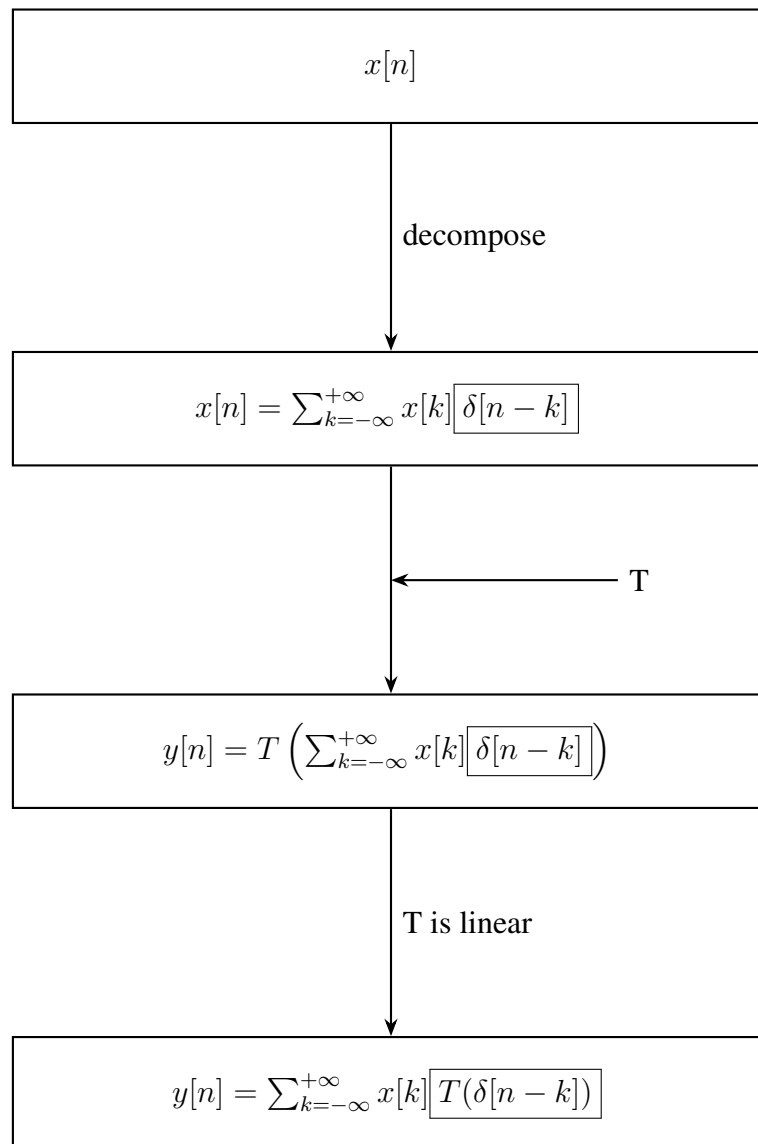 x[n]
decompose
x[n] = ∑_{k=-∞}^{+∞} x[k] δ[n − k]
T
y[n] = T (∑_{k=-∞}^{+∞} x[k] δ[n − k])
T is linear
y[n] = ∑_{k=-∞}^{+∞} x[k] T(δ[n − k])